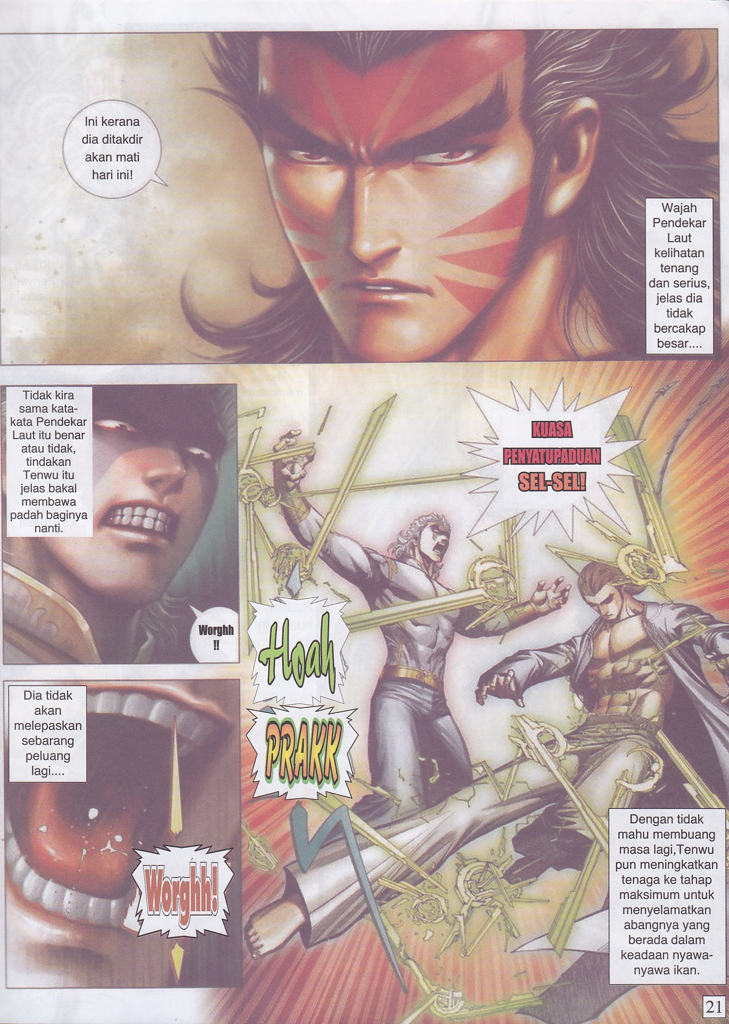 Ini kerana
dia ditakdir
akan mati
hari ini!
Wajah
Pendekar
Laut
kelihatan
tenang
dan serius,
jelas dia
tidak
bercakap
besar....
Tidak kira
sama kata-
kata Pendekar
Laut itu benar
atau tidak,
tindakan
Tenwu itu
jelas bakal
membawa
padah baginya
nanti.
Worghh
!!
KUASA
PENYATUPADUAN
SEL-SEL!
Hoah
PRAKK
Dia tidak
akan
melepaskan
sebarang
peluang
lagi....
Worghh!
Dengan tidak
mahu membuang
masa lagi,Tenwu
pun meningkatkan
tenaga ke tahap
maksimum untuk
menyelamatkan
abangnya yang
berada dalam
keadaan nyawa-
nyawa ikan.
21